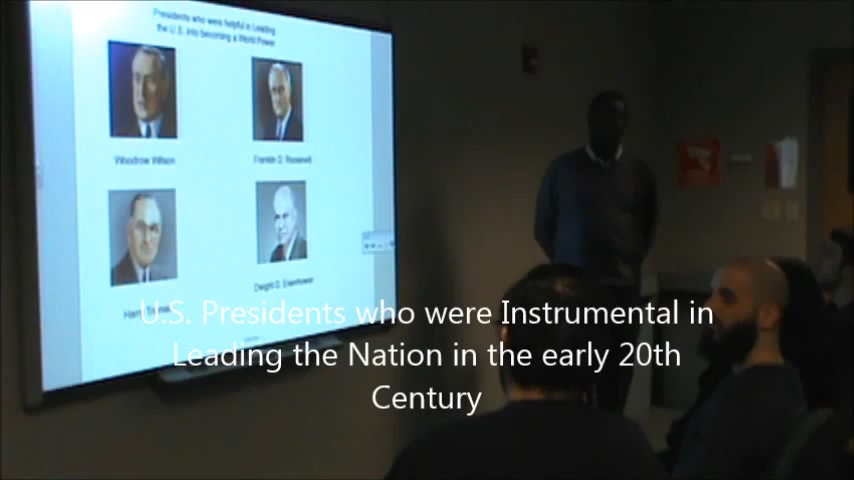 Presidents who were helpful in Leading
the U.S. into becoming a World Power
Woodrow Wilson
Franklin D. Roosevelt
Dwight D. Eisenhower
Harry
U.S. Presidents who were Instrumental in
Leading the Nation in the early 20th
Century